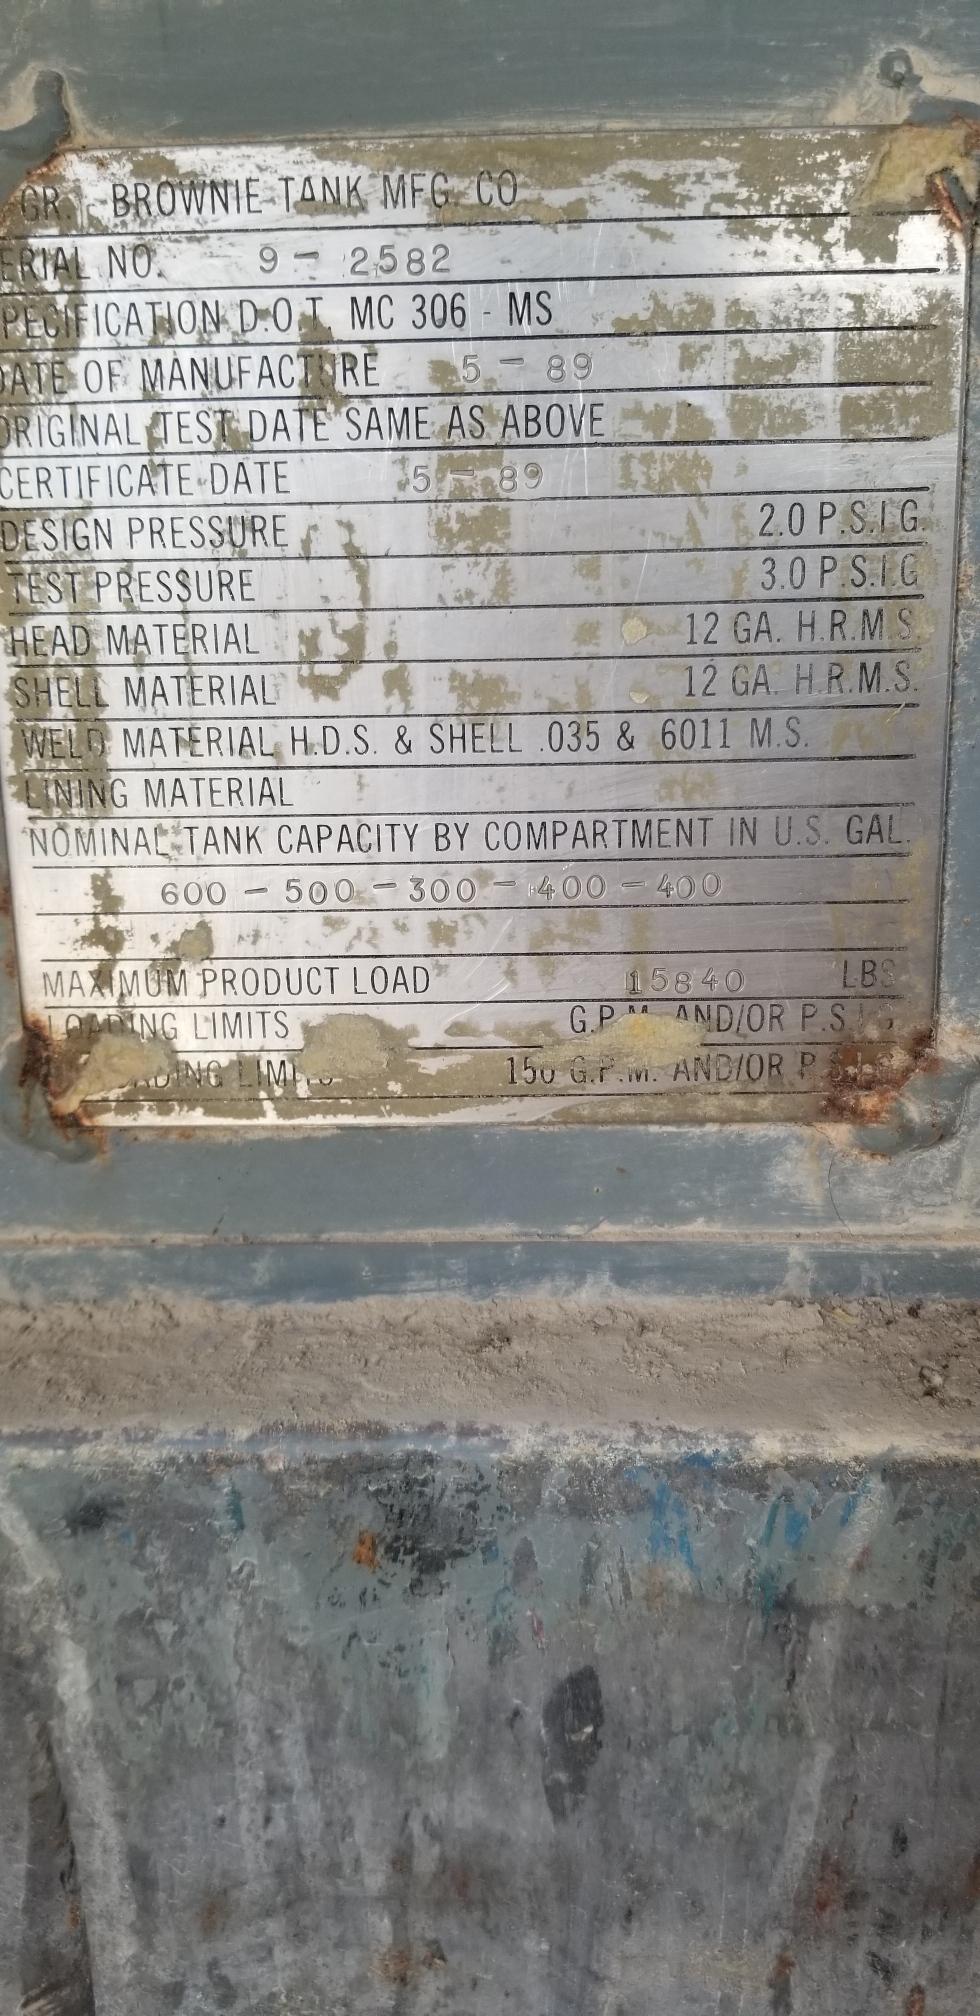 GR. BROWNIE TANK MFG. CO
ERIAL NO. 9 - 2582
PECIFICATION D.O.T. MC 306 - MS
DATE OF MANUFACTURE 5 - 89
ORIGINAL TEST DATE SAME AS ABOVE
CERTIFICATE DATE 5 - 89
DESIGN PRESSURE 2.0 P.S.I.G.
TEST PRESSURE 3.0 P.S.I.G
HEAD MATERIAL 12 GA. H.R.M.S.
SHELL MATERIAL 12 GA. H.R.M.S.
WELD MATERIAL H.D.S. & SHELL .035 & 6011 M.S.
LINING MATERIAL
NOMINAL TANK CAPACITY BY COMPARTMENT IN U.S. GAL.
600 - 500 - 300 - 400 - 400
MAXIMUM PRODUCT LOAD 15840 LBS
LOADING LIMITS G.P.M. AND/OR P.S.I.G.
ADING LIMITS 150 G.P.M. AND/OR P.S.I.G